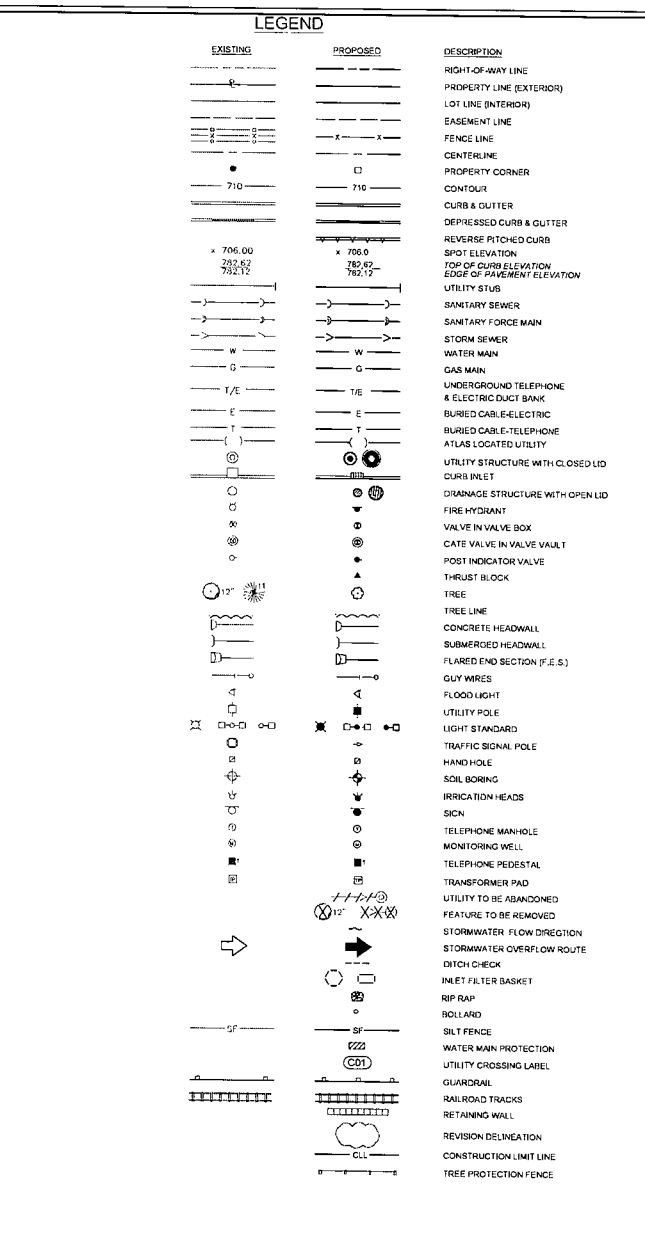 LEGEND
EXISTING PROPOSED DESCRIPTION
RIGHT-OF-WAY LINE
PROPERTY LINE (EXTERIOR)
LOT LINE (INTERIOR)
EASEMENT LINE
x x x x FENCE LINE
CENTERLINE
PROPERTY CORNER
710 710 CONTOUR
CURB & GUTTER
DEPRESSED CURB & GUTTER
REVERSE PITCHED CURB
x 706.00 x 706.0 SPOT ELEVATION
782.62 782.62 TOP OF CURB ELEVATION
782.12 782.12 EDGE OF PAVEMENT ELEVATION
UTILITY STUB
SANITARY SEWER
SANITARY FORCE MAIN
STORM SEWER
W W WATER MAIN
G G GAS MAIN
T/E T/E UNDERGROUND TELEPHONE
& ELECTRIC DUCT BANK
E E BURIED CABLE-ELECTRIC
T T BURIED CABLE-TELEPHONE
ATLAS LOCATED UTILITY
UTILITY STRUCTURE WITH CLOSED LID
CURB INLET
DRAINAGE STRUCTURE WITH OPEN LID
FIRE HYDRANT
VALVE IN VALVE BOX
CATE VALVE IN VALVE VAULT
POST INDICATOR VALVE
THRUST BLOCK
12" 11 TREE
TREE LINE
CONCRETE HEADWALL
SUBMERGED HEADWALL
FLARED END SECTION (F.E.S.)
GUY WIRES
FLOOD LIGHT
UTILITY POLE
LIGHT STANDARD
TRAFFIC SIGNAL POLE
HAND HOLE
SOIL BORING
IRRICATION HEADS
SICN
TELEPHONE MANHOLE
MONITORING WELL
TELEPHONE PEDESTAL
TRANSFORMER PAD
UTILITY TO BE ABANDONED
12" FEATURE TO BE REMOVED
STORMWATER FLOW DIREGTION
STORMWATER OVERFLOW ROUTE
DITCH CHECK
INLET FILTER BASKET
RIP RAP
BOLLARD
SF SF SILT FENCE
WATER MAIN PROTECTION
C01 UTILITY CROSSING LABEL
GUARDRAIL
RAILROAD TRACKS
RETAINING WALL
REVISION DELINEATION
CLL CONSTRUCTION LIMIT LINE
TREE PROTECTION FENCE